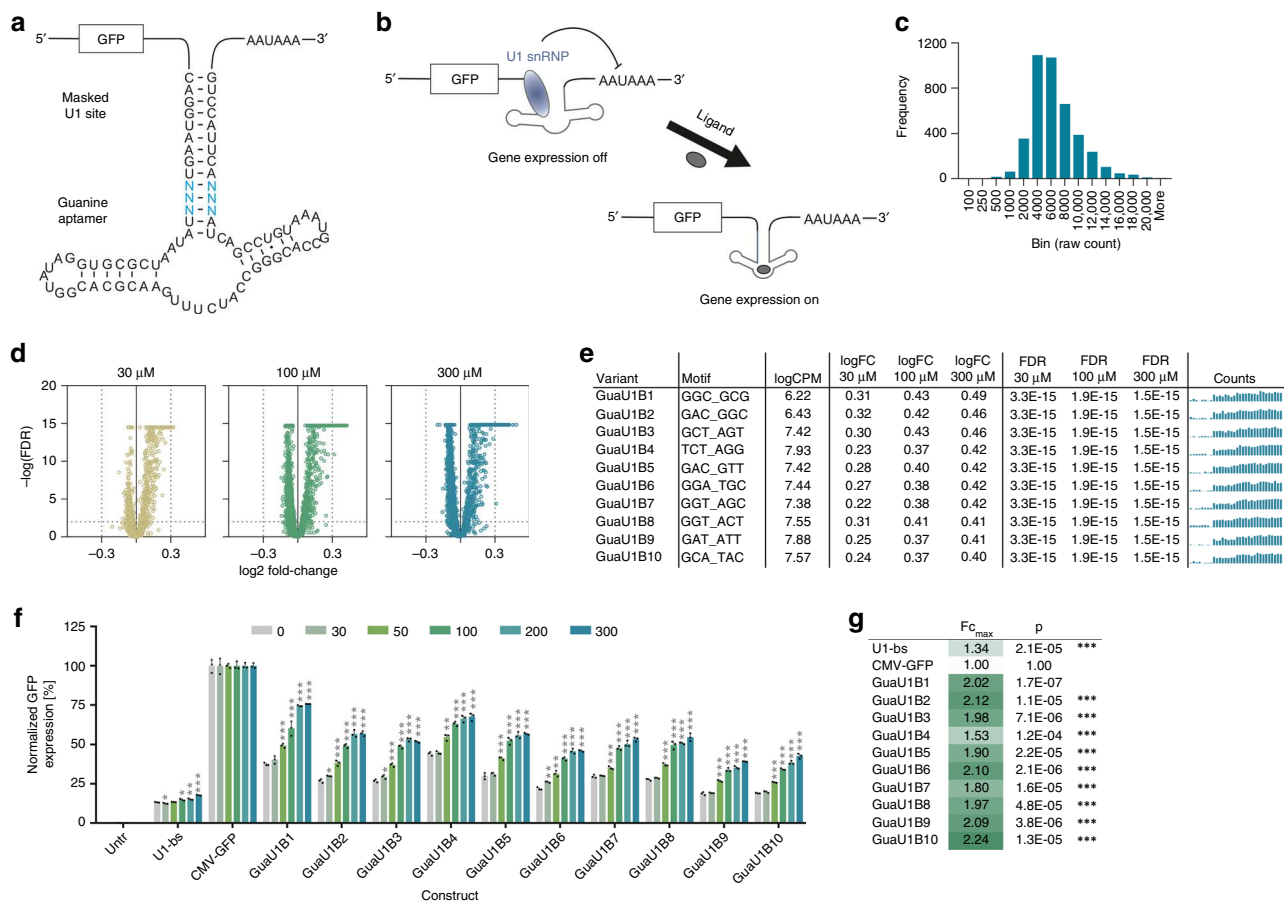 a
5′
GFP
AAUAAA
3′
Masked
U1 site
Guanine
aptamer
CAGGUAAGU
NNN
GUCCAUUCA
NNN
b
5′
GFP
U1 snRNP
AAUAAA
3′
Gene expression off
Ligand
5′
GFP
AAUAAA
3′
Gene expression on
c
Frequency
1200
800
400
0
100 250 500 1000 2000 4000 6000 8000 10,000 12,000 14,000 16,000 18,000 20,000 More
Bin (raw count)
d
30 µM 100 µM 300 µM
–log(FDR)
20
15
10
5
0
–0.3 0.3 –0.3 0.3 –0.3 0.3
log2 fold-change
e
Variant Motif logCPM logFC 30 µM logFC 100 µM logFC 300 µM FDR 30 µM FDR 100 µM FDR 300 µM Counts
GuaU1B1 GGC_GCG 6.22 0.31 0.43 0.49 3.3E-15 1.9E-15 1.5E-15
GuaU1B2 GAC_GGC 6.43 0.32 0.42 0.46 3.3E-15 1.9E-15 1.5E-15
GuaU1B3 GCT_AGT 7.42 0.30 0.43 0.46 3.3E-15 1.9E-15 1.5E-15
GuaU1B4 TCT_AGG 7.93 0.23 0.37 0.42 3.3E-15 1.9E-15 1.5E-15
GuaU1B5 GAC_GTT 7.42 0.28 0.40 0.42 3.3E-15 1.9E-15 1.5E-15
GuaU1B6 GGA_TGC 7.44 0.27 0.38 0.42 3.3E-15 1.9E-15 1.5E-15
GuaU1B7 GGT_AGC 7.38 0.22 0.38 0.42 3.3E-15 1.9E-15 1.5E-15
GuaU1B8 GGT_ACT 7.55 0.31 0.41 0.41 3.3E-15 1.9E-15 1.5E-15
GuaU1B9 GAT_ATT 7.88 0.25 0.37 0.41 3.3E-15 1.9E-15 1.5E-15
GuaU1B10 GCA_TAC 7.57 0.24 0.37 0.40 3.3E-15 1.9E-15 1.5E-15
f
Normalized GFP
expression [%]
125
100
75
50
25
0
0 30 50 100 200 300
Untr U1-bs CMV-GFP GuaU1B1 GuaU1B2 GuaU1B3 GuaU1B4 GuaU1B5 GuaU1B6 GuaU1B7 GuaU1B8 GuaU1B9 GuaU1B10
Construct
g
Fc max p
U1-bs 1.34 2.1E-05 ***
CMV-GFP 1.00 1.00
GuaU1B1 2.02 1.7E-07
GuaU1B2 2.12 1.1E-05 ***
GuaU1B3 1.98 7.1E-06 ***
GuaU1B4 1.53 1.2E-04 ***
GuaU1B5 1.90 2.2E-05 ***
GuaU1B6 2.10 2.1E-06 ***
GuaU1B7 1.80 1.6E-05 ***
GuaU1B8 1.97 4.8E-05 ***
GuaU1B9 2.09 3.8E-06 ***
GuaU1B10 2.24 1.3E-05 ***